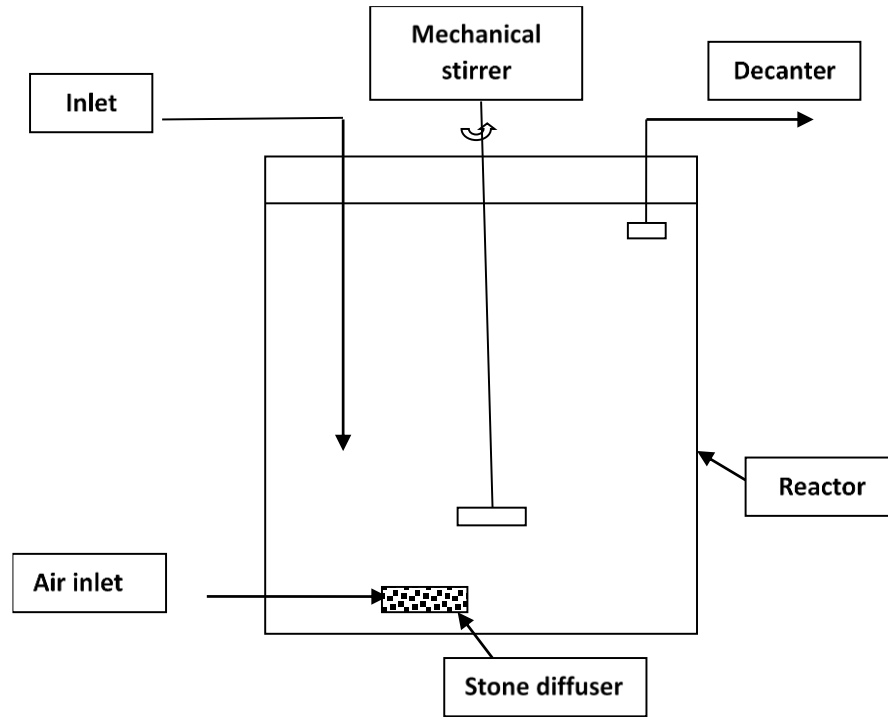 Mechanical
stirrer
Decanter
Inlet
Reactor
Air inlet
Stone diffuser